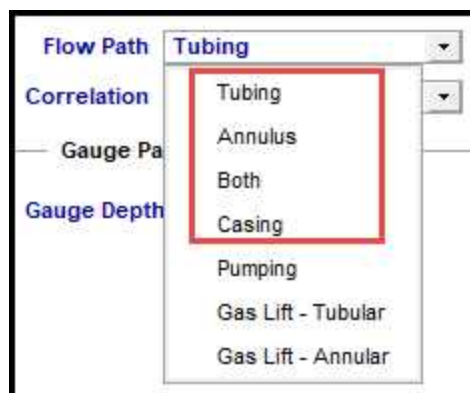 Flow Path Tubing
Correlation
Tubing
Annulus
Gauge Pa
Both
Gauge Depth
Casing
Pumping
Gas Lift - Tubular
Gas Lift - Annular